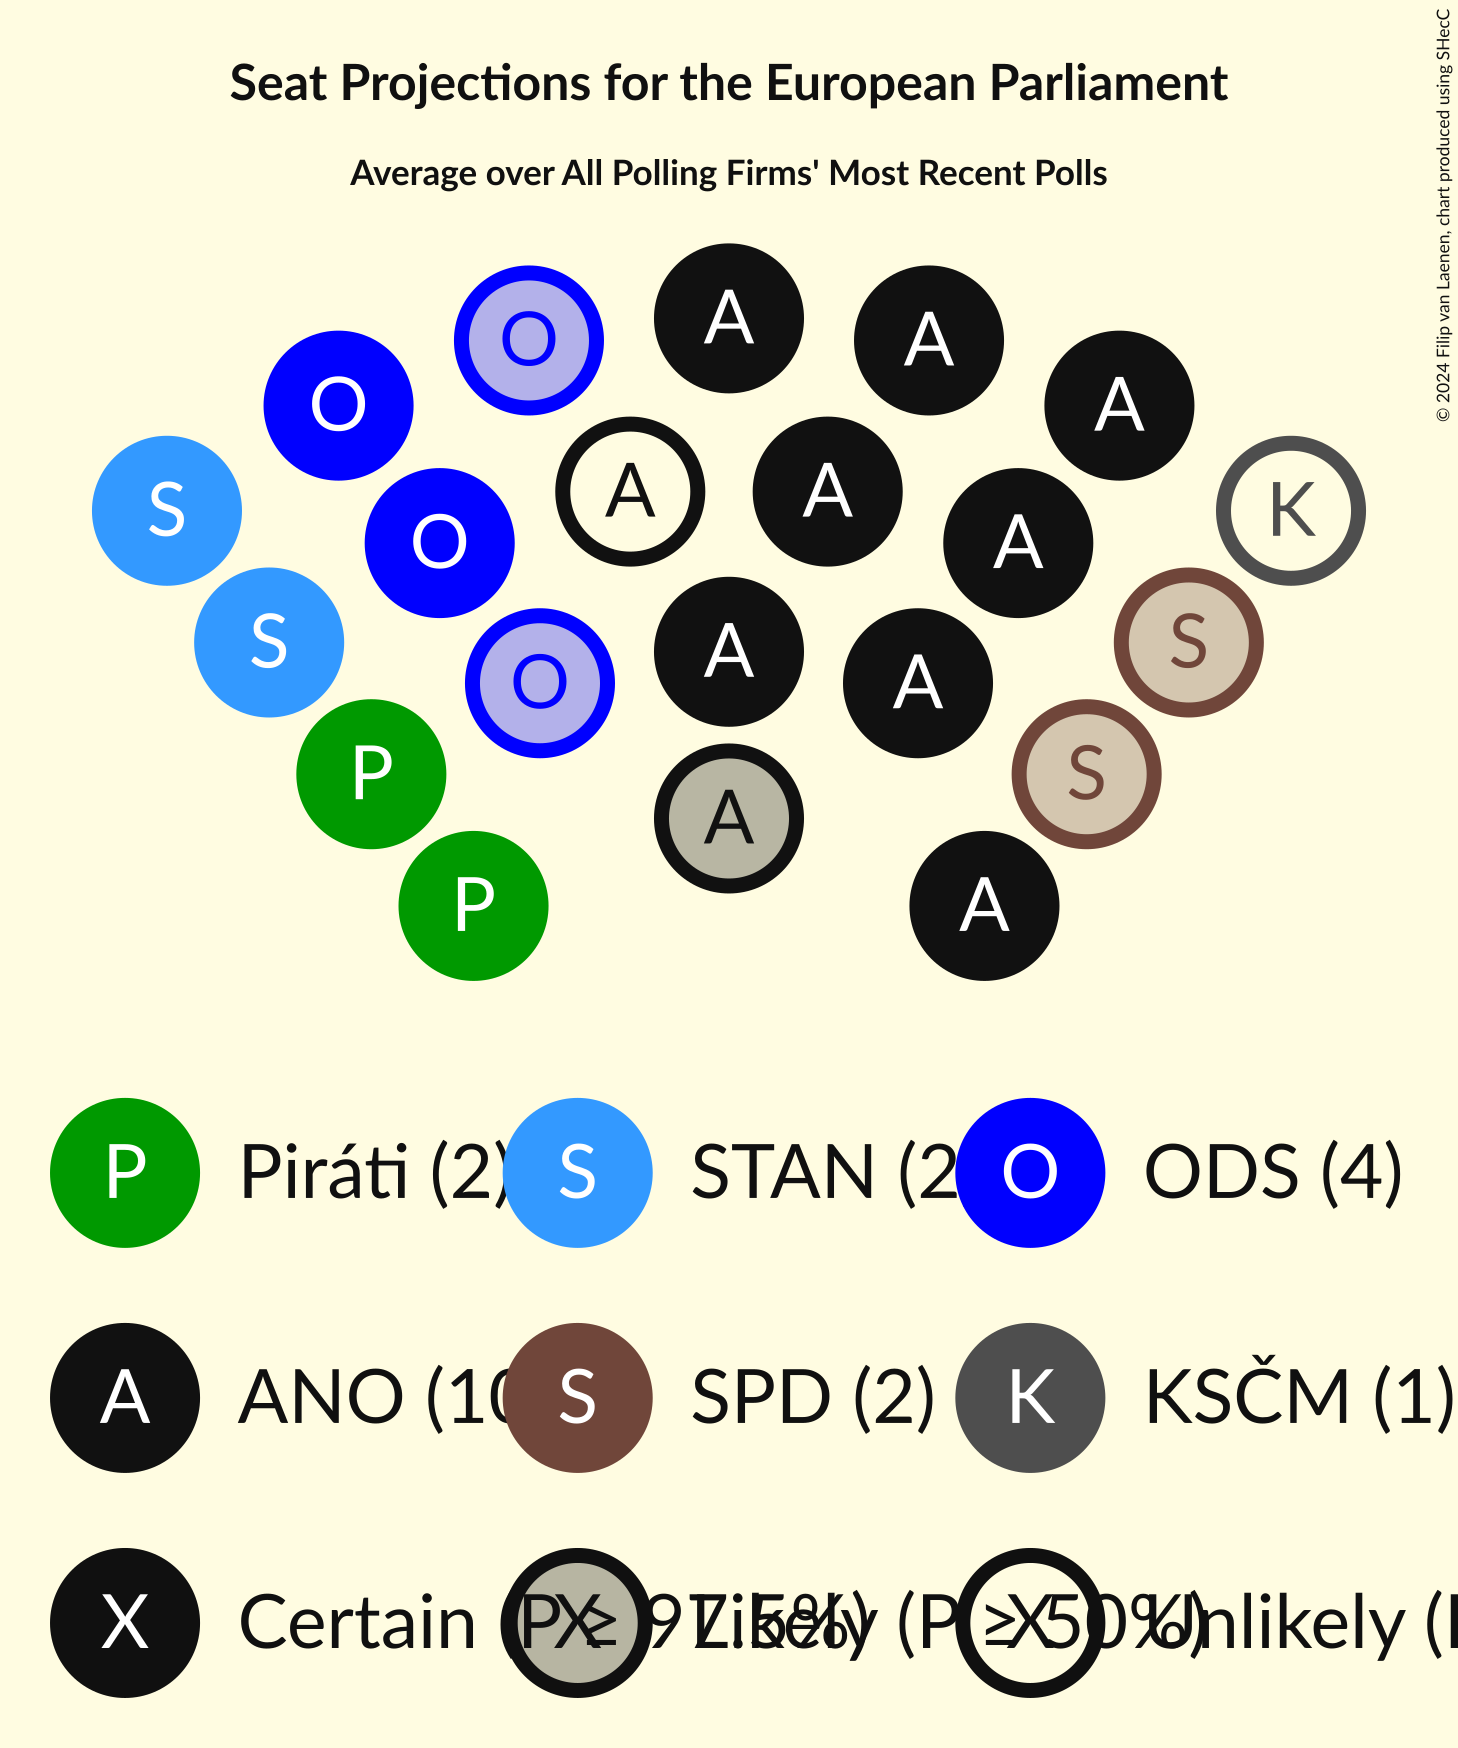 Seat Projections for the European Parliament
Average over All Polling Firms' Most Recent Polls
© 2024 Filip van Laenen, chart produced using SHecC
A
O A
O A A
S O A A K
S O A A S
P O A A S
P A A
P Piráti (2) S STAN (2 O ODS (4)
A ANO (10 S SPD (2) K KSČM (1)
X Certain (P ≥ 97.5%) X Likely (P ≥ 50%) X Unlikely (